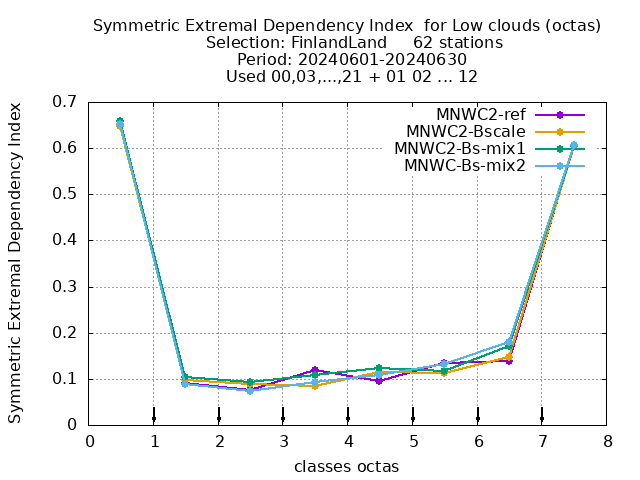 Symmetric Extremal Dependency Index  for Low clouds (octas)
Selection: FinlandLand     62 stations
Period: 20240601-20240630
Used 00,03,...,21 + 01 02 ... 12
Symmetric Extremal Dependency Index
0.7
0.6
0.5
0.4
0.3
0.2
0.1
0
MNWC2-ref
MNWC2-Bscale
MNWC2-Bs-mix1
MNWC-Bs-mix2
0 1 2 3 4 5 6 7 8
classes octas